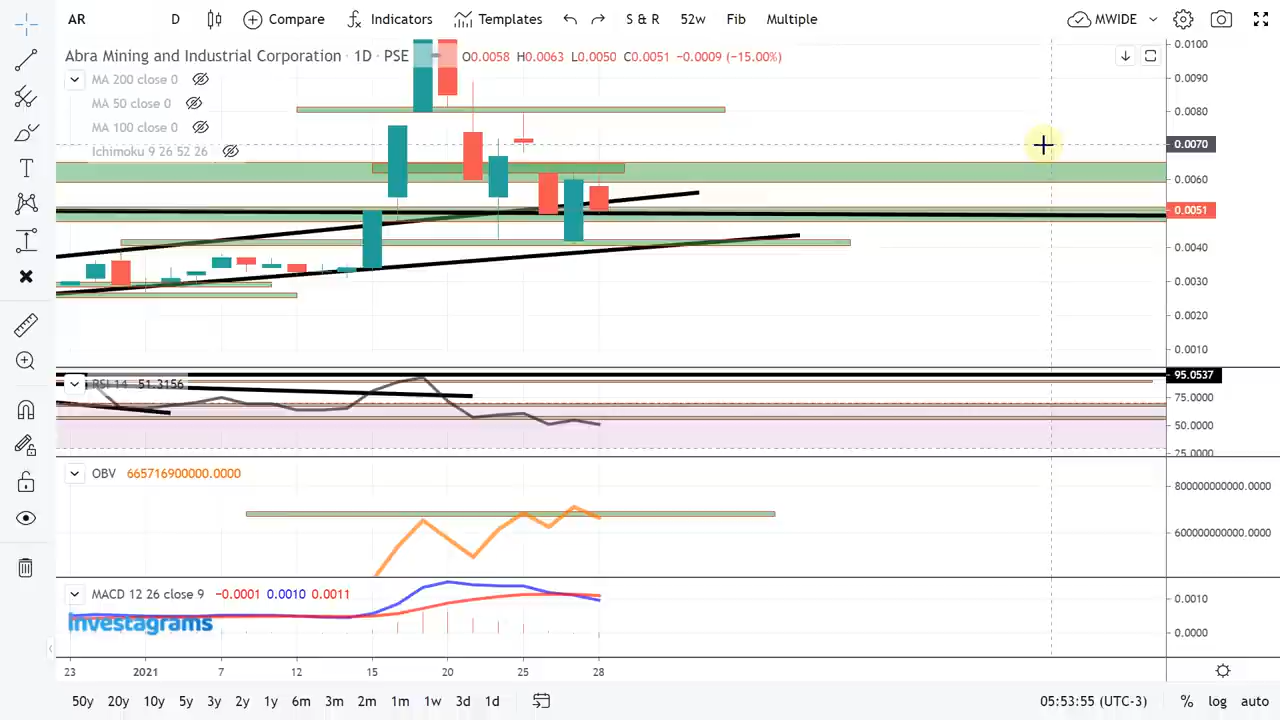 AR D Compare Indicators Templates S & R 52w Fib Multiple MWIDE
Abra Mining and Industrial Corporation · 1D · PSE O0.0058 H0.0063 L0.0050 C0.0051 −0.0009 (−15.00%)
MA 200 close 0
MA 50 close 0
MA 100 close 0
Ichimoku 9 26 52 26
0.0100
0.0090
0.0080
0.0070
0.0060
0.0051
0.0040
0.0030
0.0020
0.0010
RSI 14 51.3156
95.0537
75.0000
50.0000
25.0000
OBV 665716900000.0000
800000000000.0000
600000000000.0000
MACD 12 26 close 9 −0.0001 0.0010 0.0011
0.0010
0.0000
Investagrams
23 2021 7 12 15 20 25 28
50y 20y 10y 5y 3y 2y 1y 6m 3m 2m 1m 1w 3d 1d 05:53:55 (UTC-3) % log auto